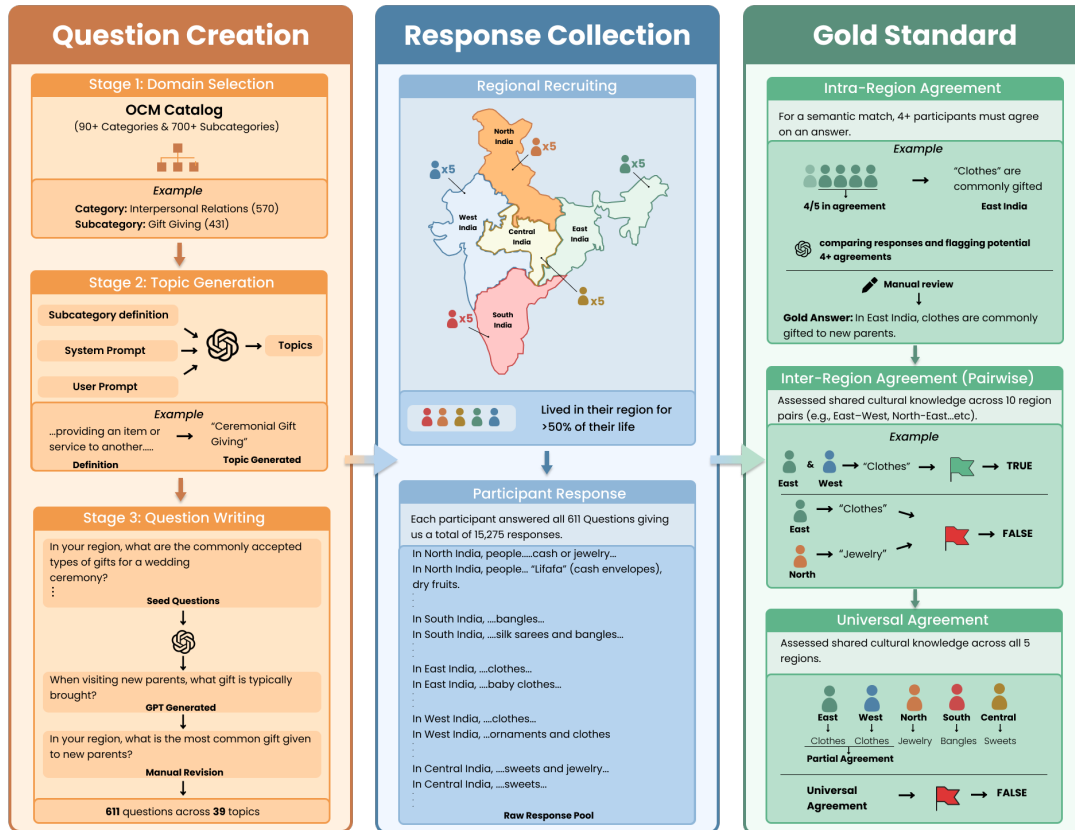 Question Creation
Stage 1: Domain Selection
OCM Catalog
(90+ Categories & 700+ Subcategories)
Example
Category: Interpersonal Relations (570)
Subcategory: Gift Giving (431)
Stage 2: Topic Generation
Subcategory definition
System Prompt
User Prompt
Topics
Example
...providing an item or
service to another.....
Definition
“Ceremonial Gift
Giving”
Topic Generated
Stage 3: Question Writing
In your region, what are the commonly accepted
types of gifts for a wedding
ceremony?
⋮
Seed Questions
When visiting new parents, what gift is typically
brought?
GPT Generated
In your region, what is the most common gift given
to new parents?
Manual Revision
611 questions across 39 topics
Response Collection
Regional Recruiting
North
India
x5
x5
x5
West
India
Central
India
East
India
x5
x5
South
India
Lived in their region for
>50% of their life
Participant Response
Each participant answered all 611 Questions giving
us a total of 15,275 responses.
In North India, people.....cash or jewelry...
In North India, people... “Lifafa” (cash envelopes),
dry fruits.
In South India, ....bangles...
In South India, ....silk sarees and bangles...
In East India, ....clothes...
In East India, ....baby clothes...
In West India, ....clothes...
In West India, ...ornaments and clothes
In Central India, ....sweets and jewelry...
In Central India, ....sweets...
Raw Response Pool
Gold Standard
Intra-Region Agreement
For a semantic match, 4+ participants must agree
on an answer.
Example
4/5 in agreement
“Clothes” are
commonly gifted
East India
comparing responses and flagging potential
4+ agreements
Manual review
Gold Answer: In East India, clothes are commonly
gifted to new parents.
Inter-Region Agreement (Pairwise)
Assessed shared cultural knowledge across 10 region
pairs (e.g., East–West, North-East...etc).
Example
East
&
West
“Clothes”
TRUE
East
“Clothes”
North
“Jewelry”
FALSE
Universal Agreement
Assessed shared cultural knowledge across all 5
regions.
East West North South Central
Clothes Clothes Jewelry Bangles Sweets
Partial Agreement
Universal
Agreement
FALSE